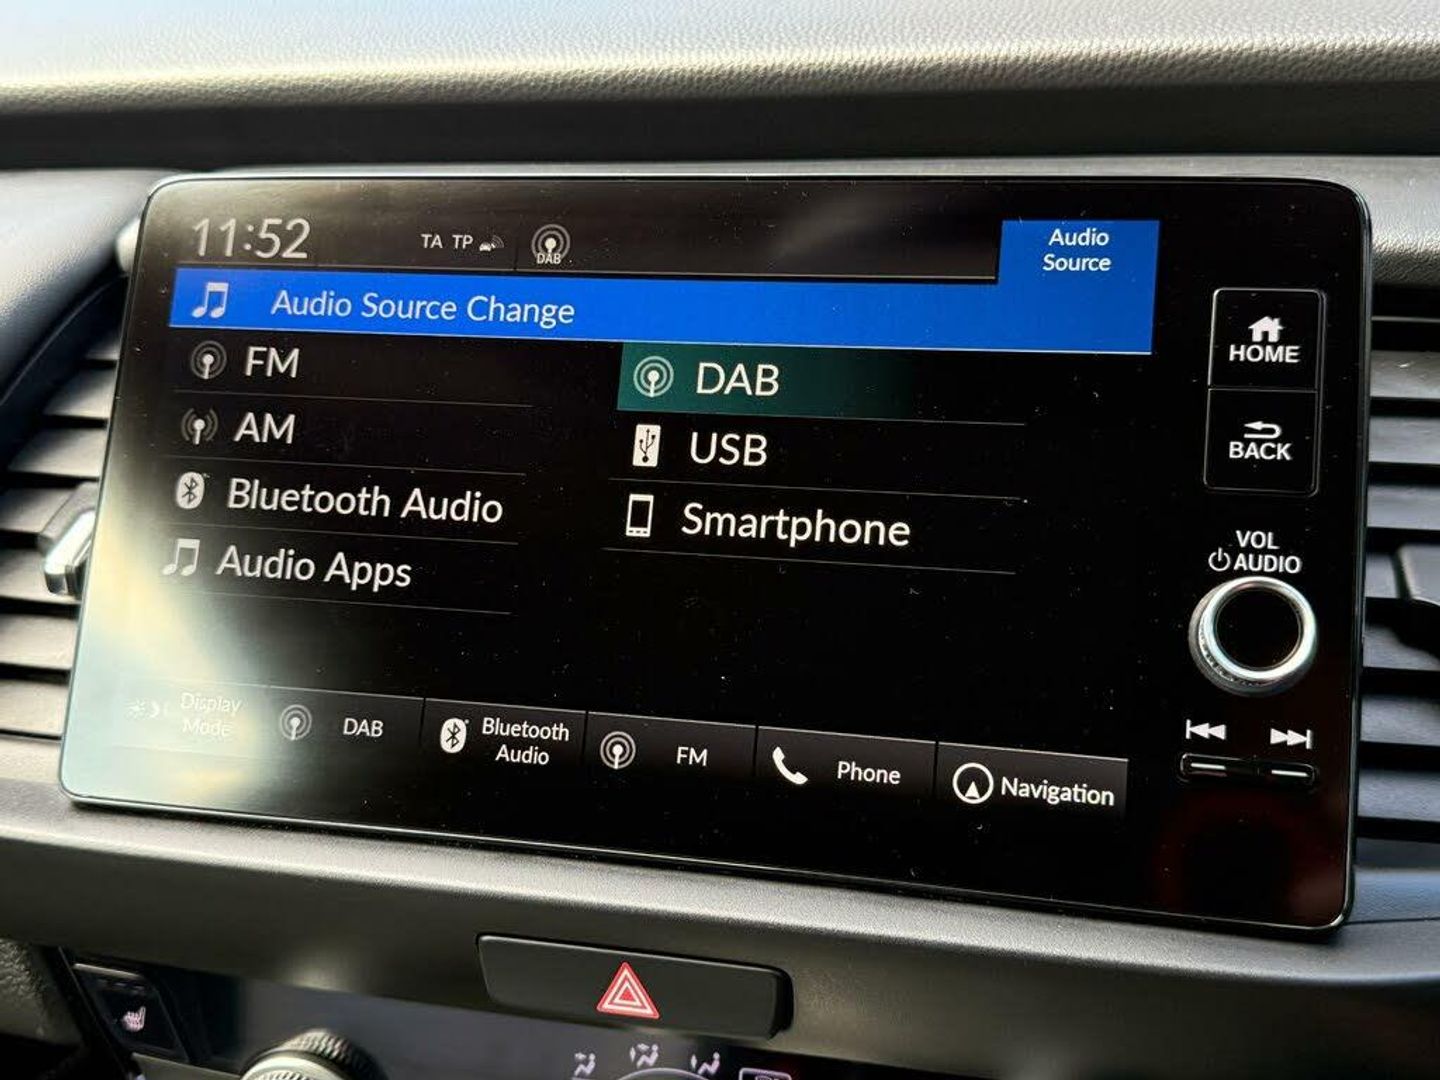 11:52
TA TP
DAB
Audio
Source
Audio Source Change
FM
DAB
AM
USB
Bluetooth Audio
Smartphone
Audio Apps
Display
Mode
DAB
Bluetooth
Audio
FM
Phone
Navigation
HOME
BACK
VOL
AUDIO